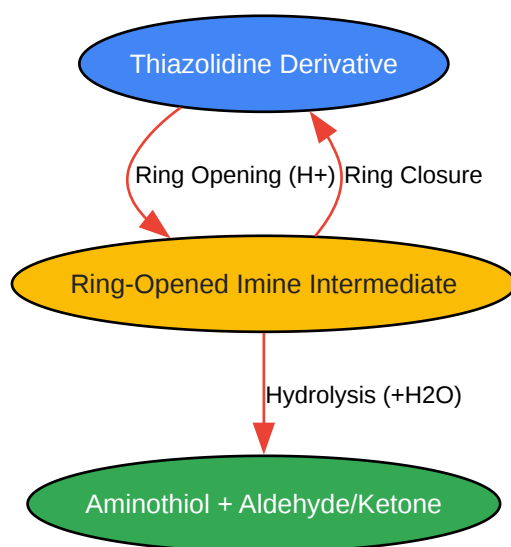 Thiazolidine Derivative
Ring Opening (H+) Ring Closure
Ring-Opened Imine Intermediate
Hydrolysis (+H2O)
Aminothiol + Aldehyde/Ketone